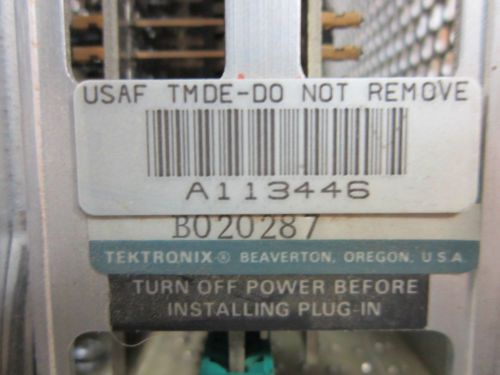 USAF TMDE-DO NOT REMOVE
A113446
B020287
TEKTRONIX® BEAVERTON, OREGON, U.S.A.
TURN OFF POWER BEFORE
INSTALLING PLUG-IN